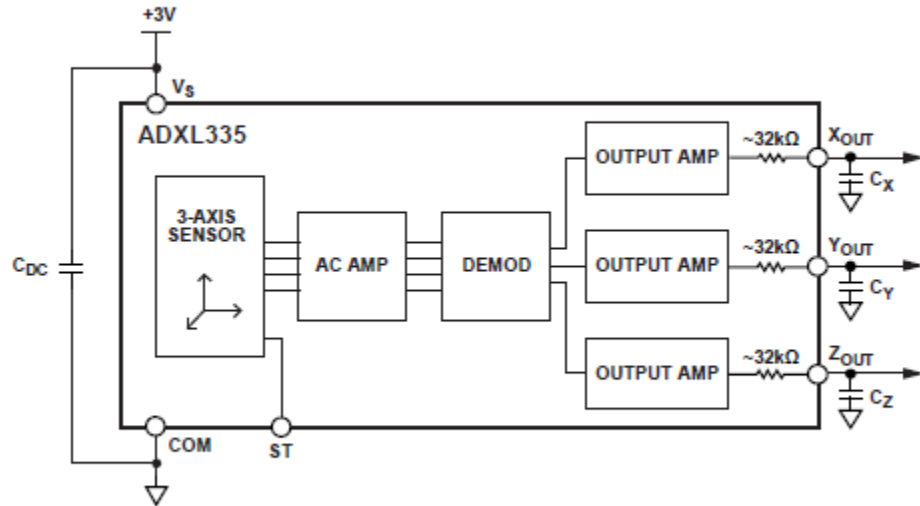 +3V
VS
ADXL335
3-AXIS
SENSOR
AC AMP
DEMOD
OUTPUT AMP
~32kΩ
XOUT
CX
OUTPUT AMP
~32kΩ
YOUT
CY
OUTPUT AMP
~32kΩ
ZOUT
CZ
CDC
COM
ST